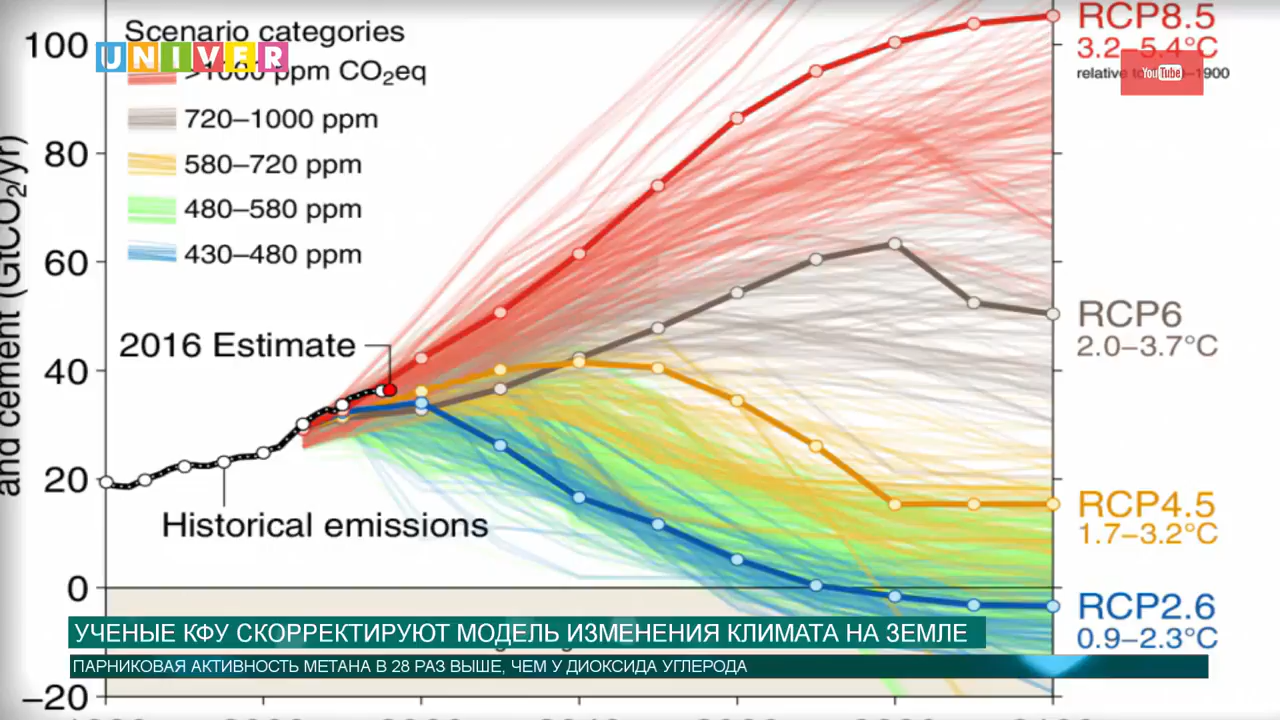 100
80
60
40
20
0
−20
and cement (GtCO₂/yr)
Scenario categories
UNIVER
>1000 ppm CO₂eq
720–1000 ppm
580–720 ppm
480–580 ppm
430–480 ppm
2016 Estimate
Historical emissions
RCP8.5
3.2–5.4°C
relative to –1900
YouTube
RCP6
2.0–3.7°C
RCP4.5
1.7–3.2°C
RCP2.6
0.9–2.3°C
УЧЕНЫЕ КФУ СКОРРЕКТИРУЮТ МОДЕЛЬ ИЗМЕНЕНИЯ КЛИМАТА НА ЗЕМЛЕ
ПАРНИКОВАЯ АКТИВНОСТЬ МЕТАНА В 28 РАЗ ВЫШЕ, ЧЕМ У ДИОКСИДА УГЛЕРОДА